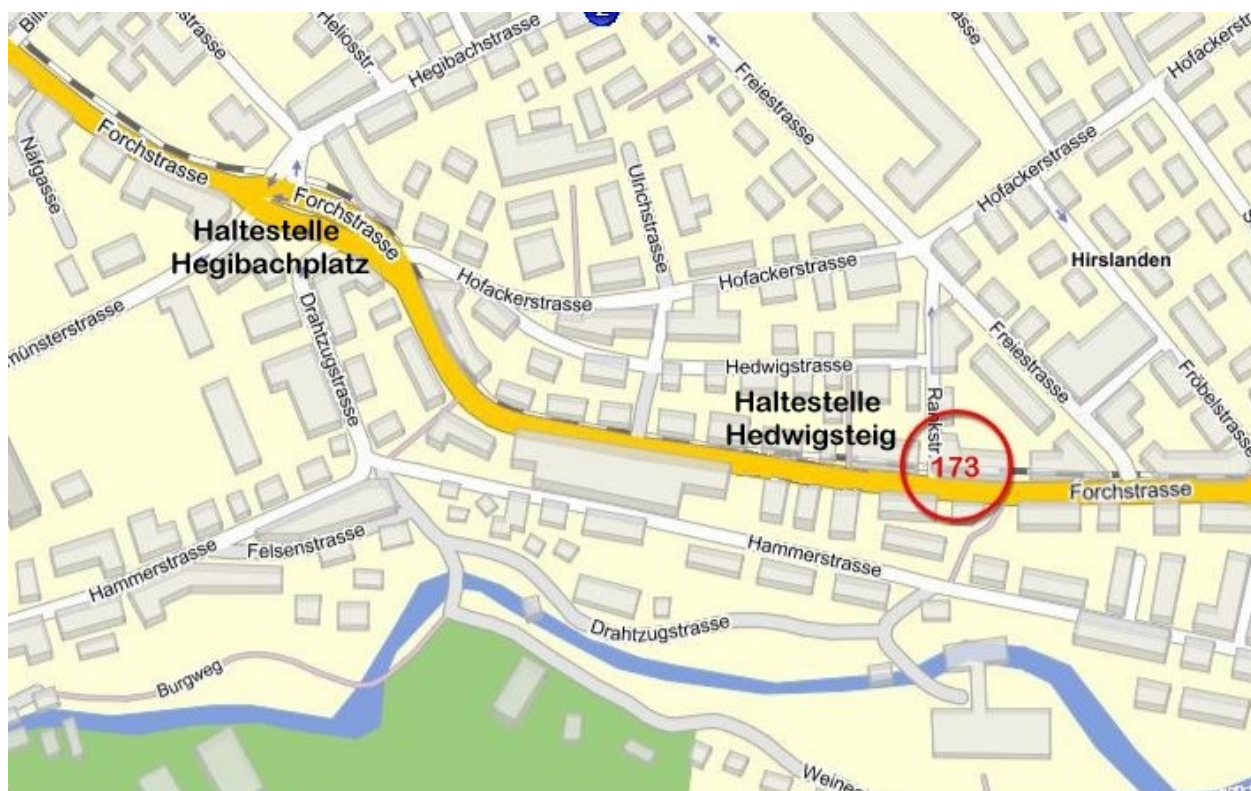 Heliosstr.
Hegibachstrasse
2
Freiestrasse
Hofackerstrasse
Forchstrasse
Näfgasse
Forchstrasse
Ulrichstrasse
Hofackerstrasse
Haltestelle
Hegibachplatz
Hirslanden
Hofackerstrasse
Hofackerstrasse
Drahtzugstrasse
münsterstrasse
Freiestrasse
Hedwigstrasse
Fröbelstrasse
Haltestelle
Hedwigsteig
Rankstr.
173
Forchstrasse
Hammerstrasse
Felsenstrasse
Hammerstrasse
Drahtzugstrasse
Burgweg